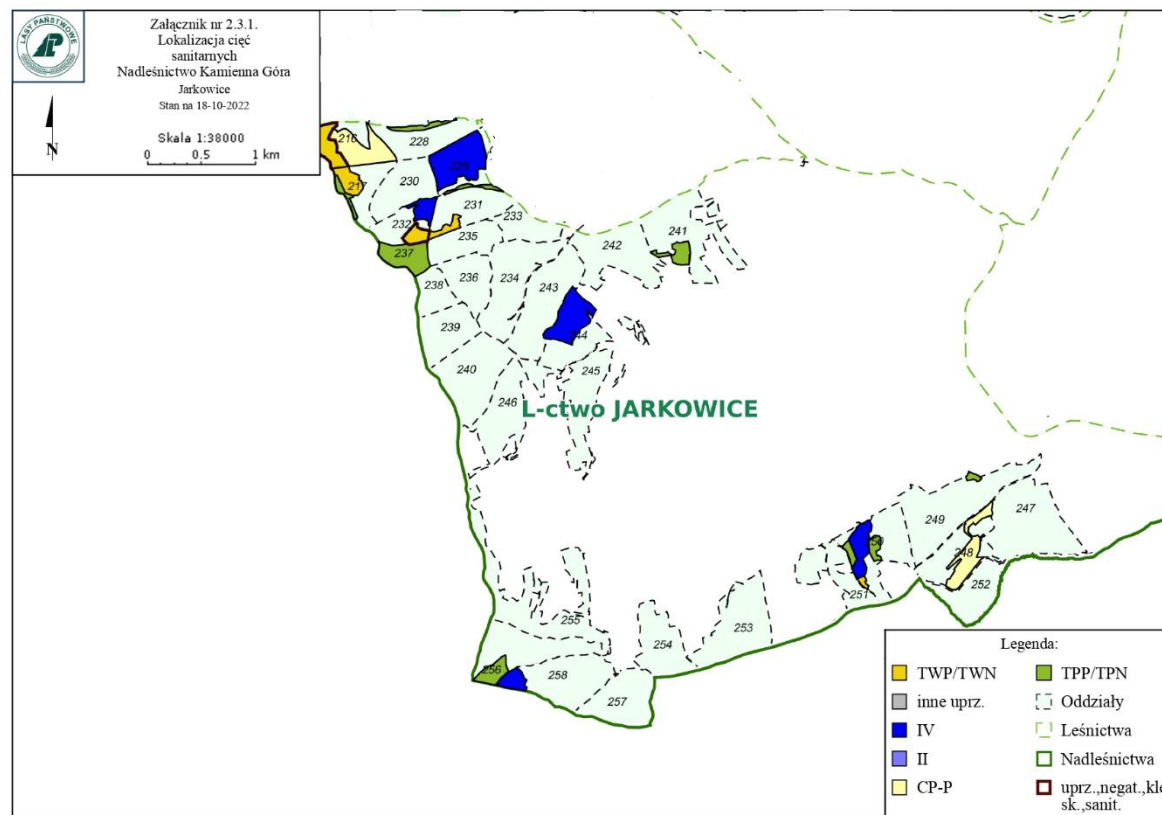 LASY PAŃSTWOWE
Załącznik nr 2.3.1.
Lokalizacja cięć
sanitarnych
Nadleśnictwo Kamienna Góra
Jarkowice
Stan na 18-10-2022
N
Skala 1:38000
0 0.5 1 km
216
228
229
217
230
231
232
233
235
237
242
241
238
236
234
243
239
244
240
245
246
L-ctwo JARKOWICE
249
247
250
248
251
252
255
254
253
256
258
257
Legenda:
TWP/TWN
TPP/TPN
inne uprz.
Oddziały
IV
Leśnictwa
II
Nadleśnictwa
CP-P
uprz.,negat.,kle
sk.,sanit.